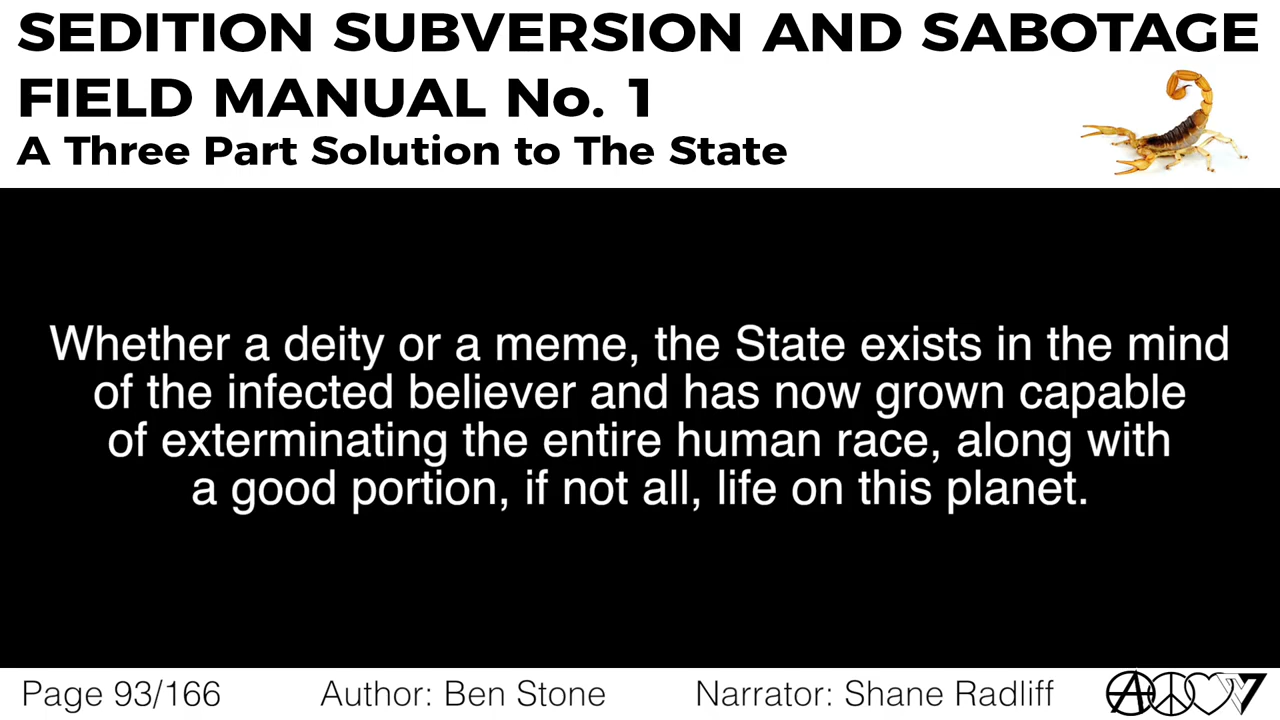 SEDITION SUBVERSION AND SABOTAGE
FIELD MANUAL No. 1
A Three Part Solution to The State
Whether a deity or a meme, the State exists in the mind
of the infected believer and has now grown capable
of exterminating the entire human race, along with
a good portion, if not all, life on this planet.
Page 93/166 Author: Ben Stone Narrator: Shane Radliff